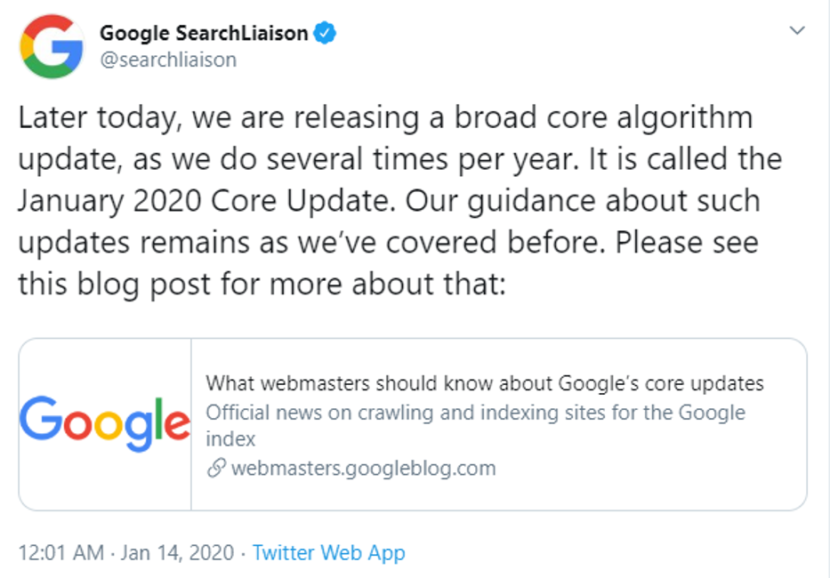 Google SearchLiaison
@searchliaison
Later today, we are releasing a broad core algorithm
update, as we do several times per year. It is called the
January 2020 Core Update. Our guidance about such
updates remains as we’ve covered before. Please see
this blog post for more about that:
Google
What webmasters should know about Google’s core updates
Official news on crawling and indexing sites for the Google
index
webmasters.googleblog.com
12:01 AM · Jan 14, 2020 · Twitter Web App